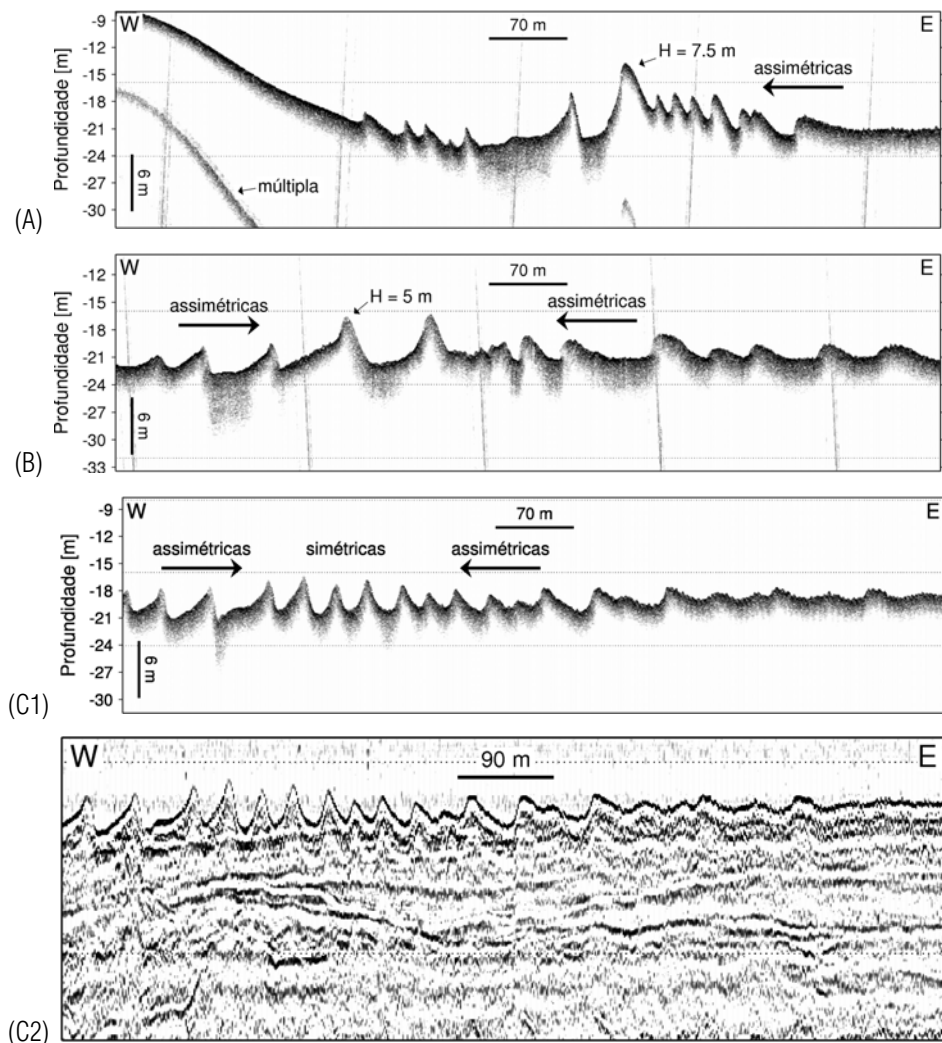 W
70 m
E
H = 7.5 m
assimétricas
múltipla
6 m
Profundidade [m]
-9
-12
-15
-18
-21
-24
-27
-30
(A)
W
70 m
E
assimétricas
H = 5 m
assimétricas
6 m
Profundidade [m]
-12
-15
-18
-21
-24
-27
-30
-33
(B)
W
70 m
E
assimétricas
simétricas
assimétricas
6 m
Profundidade [m]
-9
-12
-15
-18
-21
-24
-27
-30
(C1)
W
90 m
E
(C2)